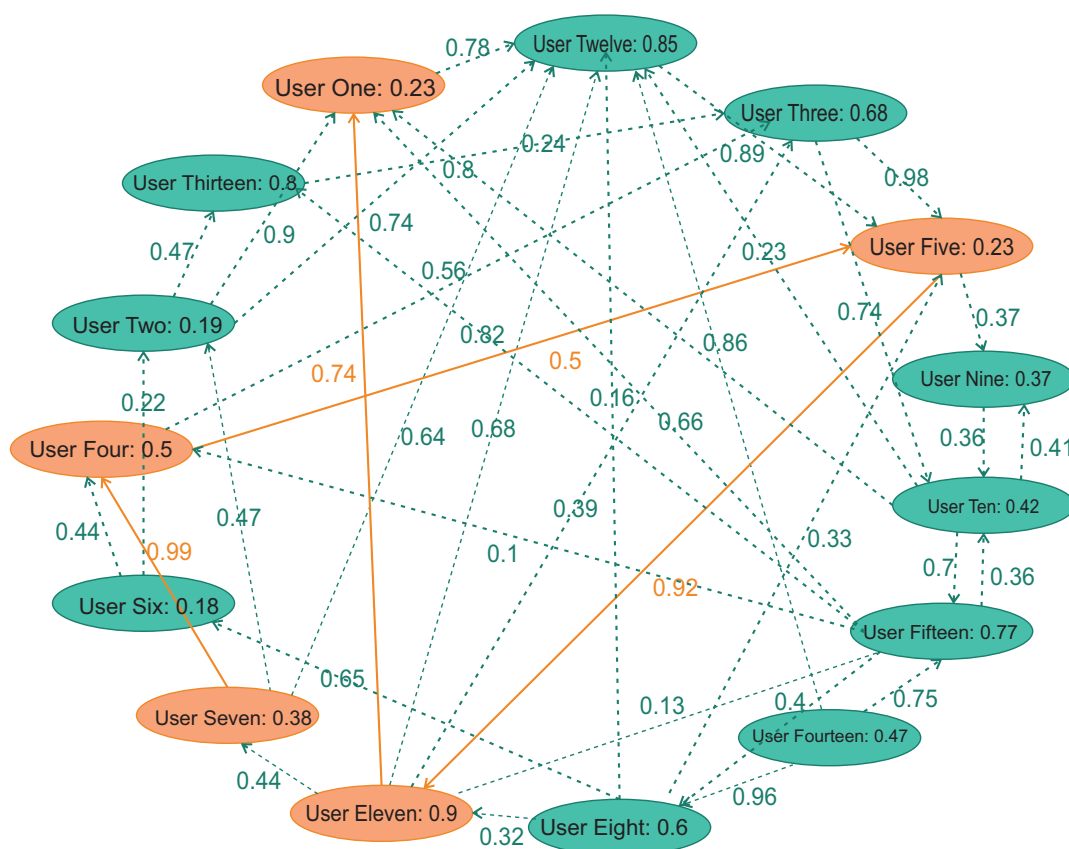 User Twelve: 0.85
0.78
User One: 0.23
User Three: 0.68
0.24
0.8
0.89
0.98
User Thirteen: 0.8
0.74
0.9
0.47
User Five: 0.23
0.23
0.56
User Two: 0.19
0.74
0.37
0.82
0.86
0.5
0.74
User Nine: 0.37
0.16
0.22
0.66
User Four: 0.5
0.64
0.68
0.36
0.41
User Ten: 0.42
0.47
0.44
0.39
0.33
0.99
0.1
0.7
0.36
0.92
User Six: 0.18
User Fifteen: 0.77
0.65
0.75
0.4
0.13
User Seven: 0.38
User Fourteen: 0.47
0.44
0.96
User Eleven: 0.9
User Eight: 0.6
0.32